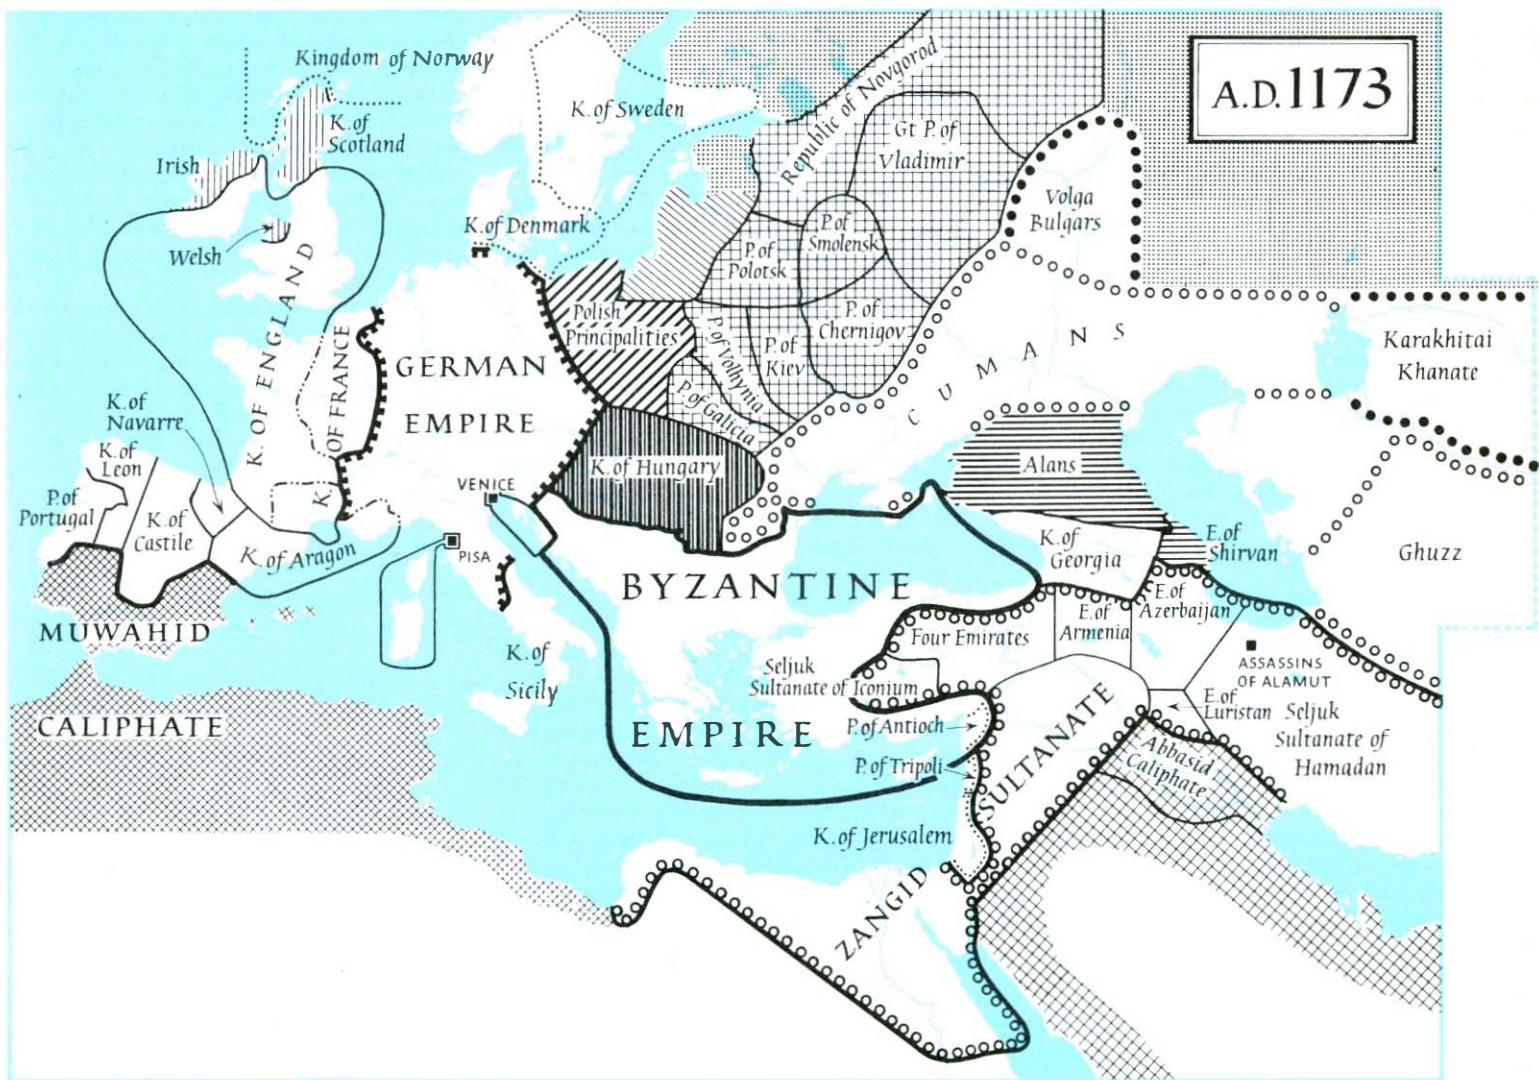 A.D. 1173
Kingdom of Norway
K. of Sweden
K. of
Scotland
Irish
Welsh
K. of Denmark
Republic of Novgorod
Gt P. of
Vladimir
Volga
Bulgars
P. of
Smolensk
P. of
Polotsk
P. of
Chernigov
P. of
Kiev
P. of Volhynia
P. of Galicia
Polish
Principalities
K. OF ENGLAND
K. OF FRANCE
GERMAN
EMPIRE
CUMANS
Karakhitai
Khanate
K. of
Navarre
K. of
Leon
P. of
Portugal
K. of
Castile
K. of Aragon
VENICE
PISA
K. of Hungary
Alans
K. of
Georgia
E. of
Shirvan
Ghuzz
BYZANTINE
EMPIRE
MUWAHID
CALIPHATE
K. of
Sicily
Four Emirates
E. of
Armenia
E. of
Azerbaijan
Seljuk
Sultanate of Iconium
ASSASSINS
OF ALAMUT
E. of
Luristan
Seljuk
Sultanate of
Hamadan
P. of Antioch
P. of Tripoli
K. of Jerusalem
Abbasid
Caliphate
ZANGID
SULTANATE